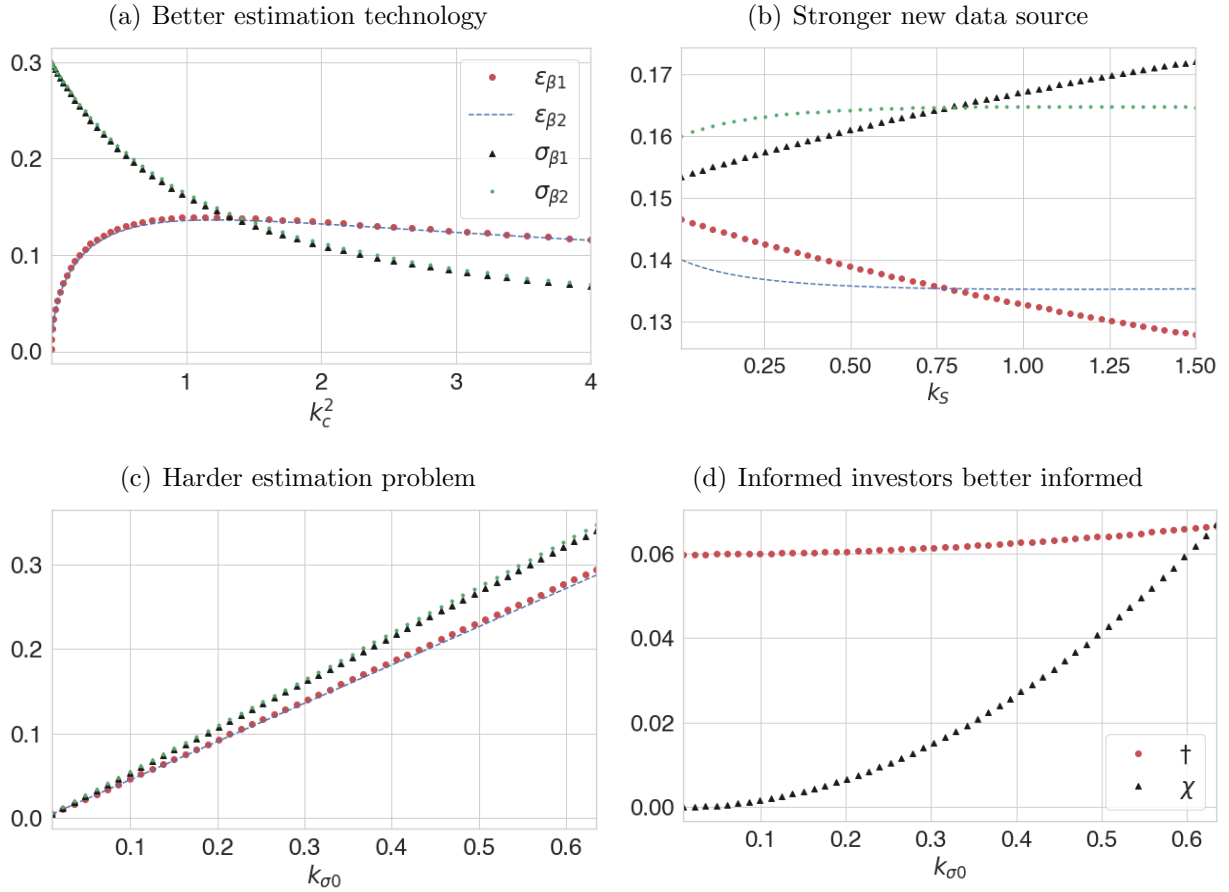 (a) Better estimation technology
0.3
0.2
0.1
0.0
ε_β1
ε_β2
σ_β1
σ_β2
1 2 3 4
k_c^2
(b) Stronger new data source
0.17
0.16
0.15
0.14
0.13
0.25 0.50 0.75 1.00 1.25 1.50
k_S
(c) Harder estimation problem
0.3
0.2
0.1
0.0
0.1 0.2 0.3 0.4 0.5 0.6
k_σ0
(d) Informed investors better informed
0.06
0.04
0.02
0.00
†
χ
0.1 0.2 0.3 0.4 0.5 0.6
k_σ0